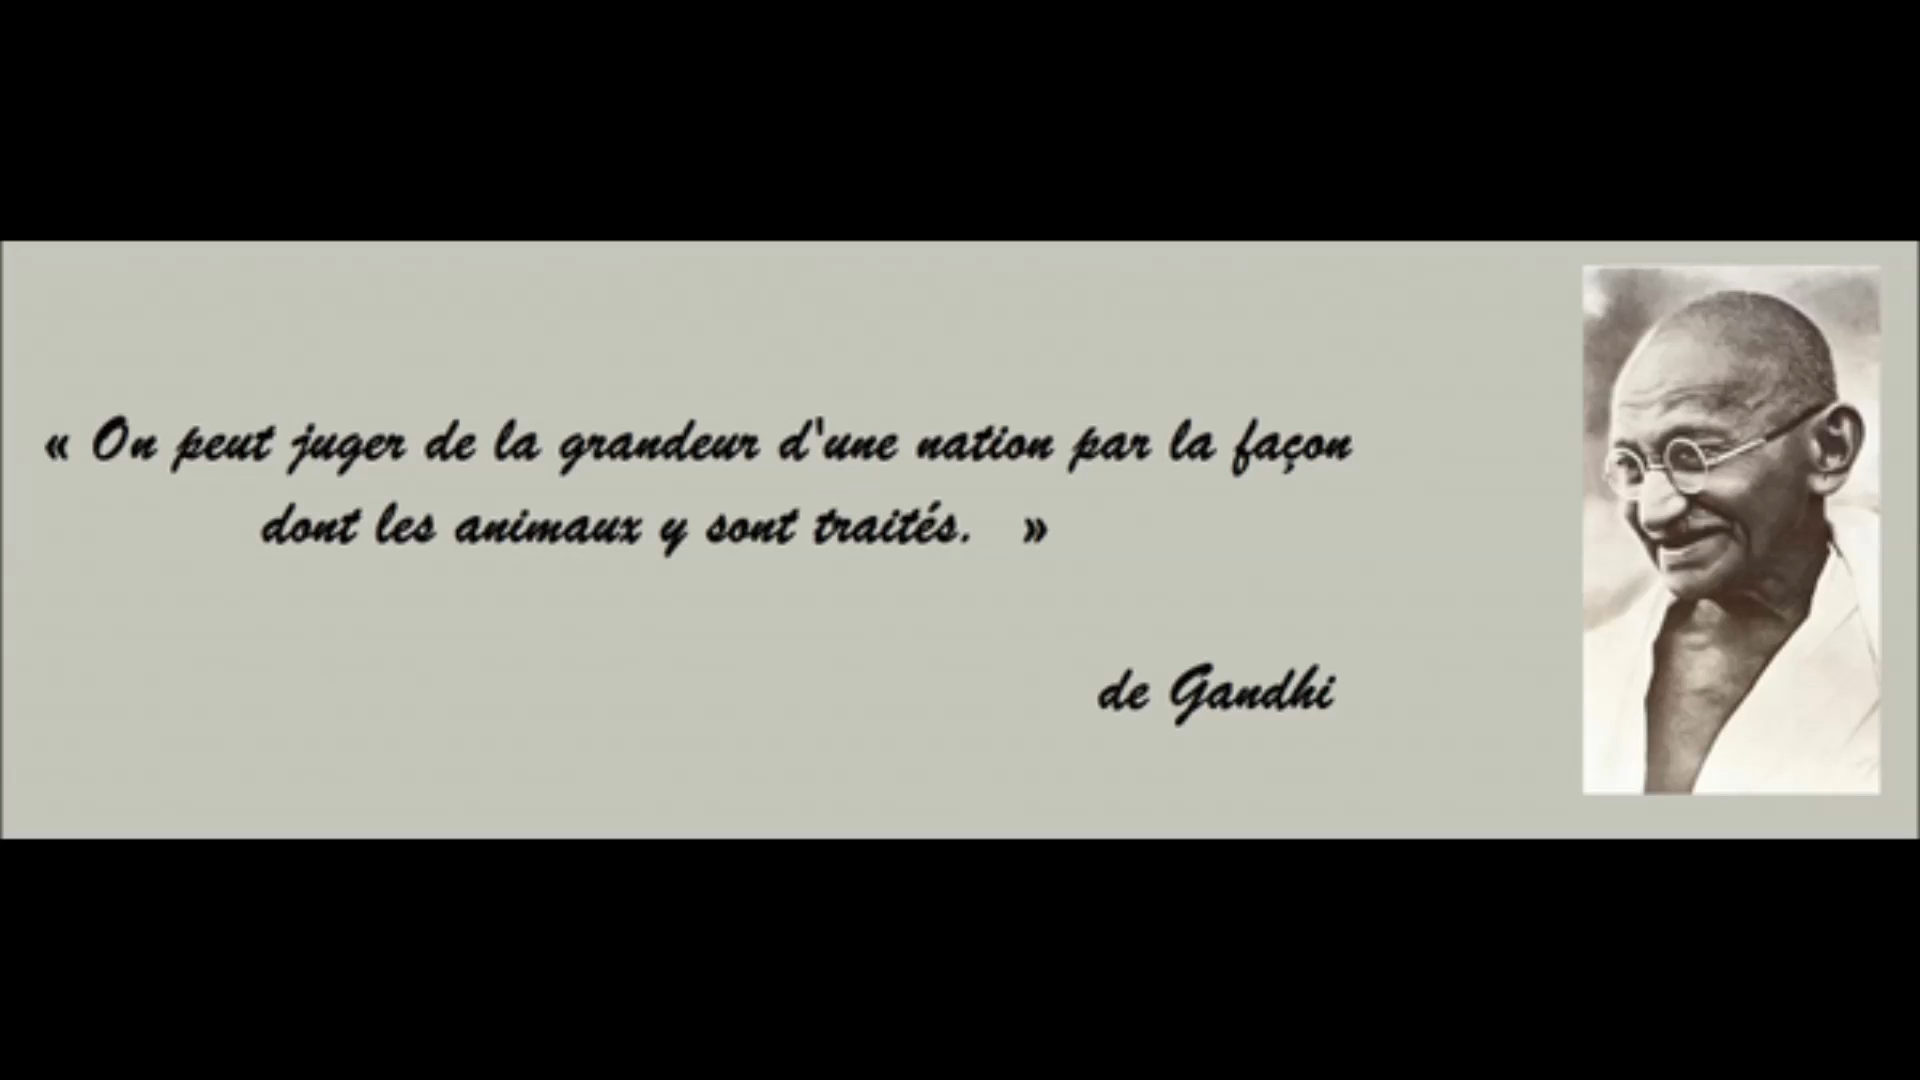 « On peut juger de la grandeur d'une nation par la façon
dont les animaux y sont traités. »
de Gandhi